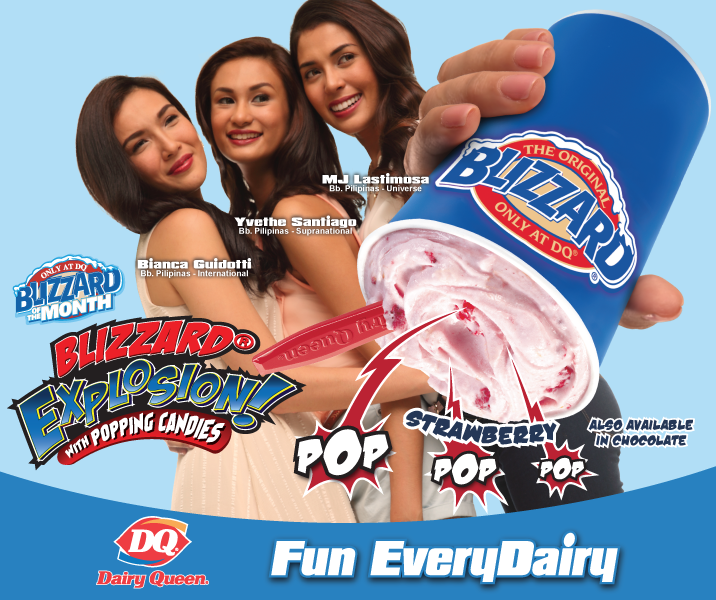 MJ Lastimosa
Bb. Pilipinas - Universe
Yvethe Santiago
Bb. Pilipinas - Supranational
Bianca Guidotti
Bb. Pilipinas - International
THE ORIGINAL
BLIZZARD®
ONLY AT DQ®
ONLY AT DQ
BLIZZARD
OF THE MONTH
BLIZZARD®
EXPLOSION!
WITH POPPING CANDIES
ry Queen
POP
STRAWBERRY
POP
POP
ALSO AVAILABLE
IN CHOCOLATE
DQ®
Dairy Queen.
Fun EveryDairy